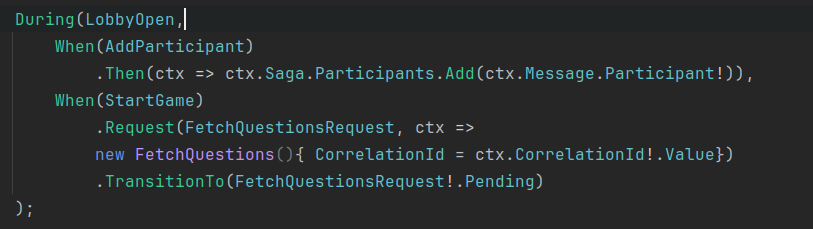 During(LobbyOpen,
When(AddParticipant)
.Then(ctx => ctx.Saga.Participants.Add(ctx.Message.Participant!)),
When(StartGame)
.Request(FetchQuestionsRequest, ctx =>
new FetchQuestions(){ CorrelationId = ctx.CorrelationId!.Value})
.TransitionTo(FetchQuestionsRequest!.Pending)
);